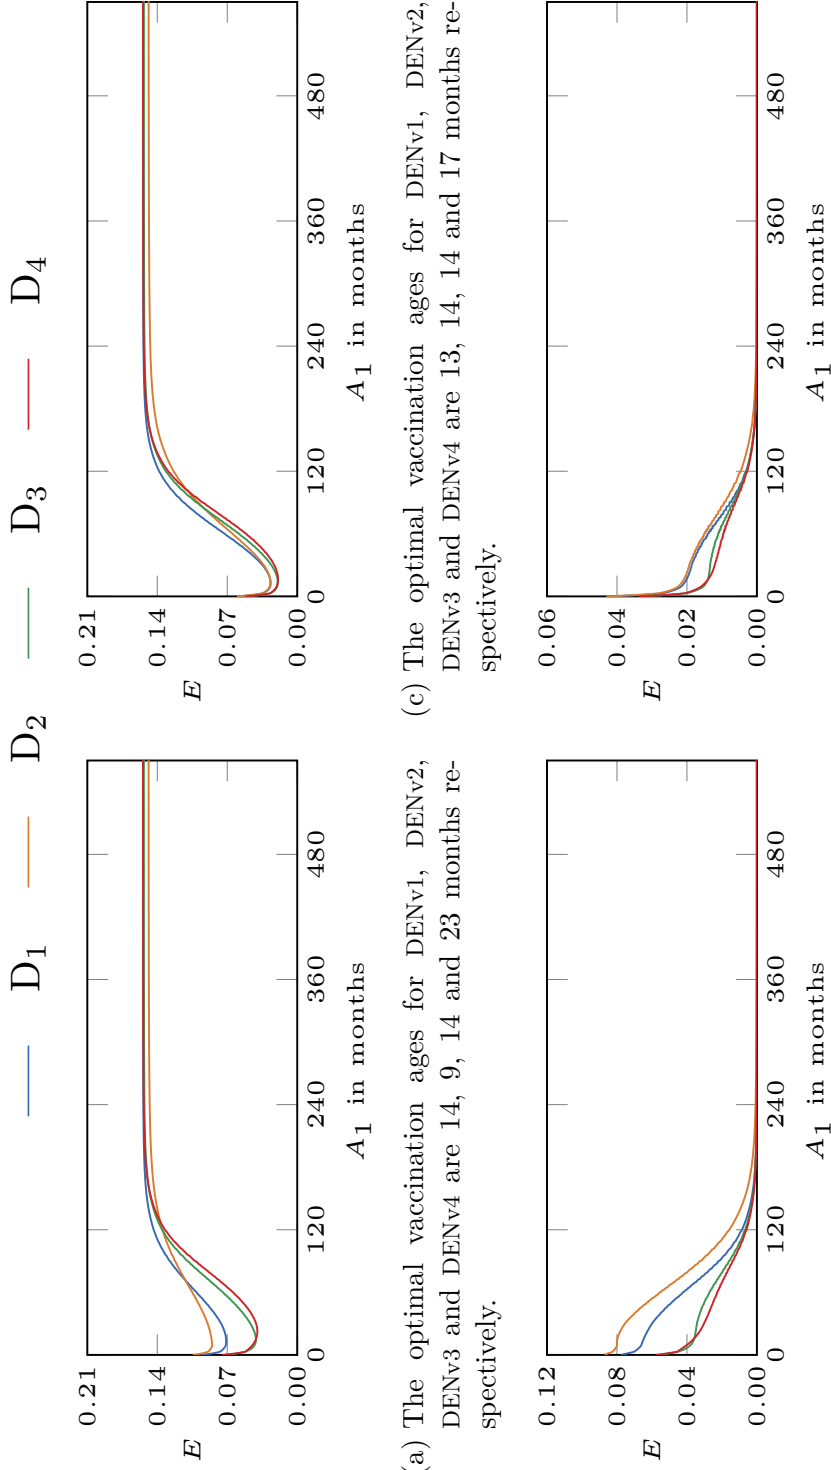 D1 D2 D3 D4
0.21
0.14
0.07
0.00
E
0 120 240 360 480
A1 in months
(a) The optimal vaccination ages for DENv1, DENv2,
DENv3 and DENv4 are 14, 9, 14 and 23 months re-
spectively.
0.21
0.14
0.07
0.00
E
0 120 240 360 480
A1 in months
(c) The optimal vaccination ages for DENv1, DENv2,
DENv3 and DENv4 are 13, 14, 14 and 17 months re-
spectively.
0.12
0.08
0.04
0.00
E
0 120 240 360 480
A1 in months
0.06
0.04
0.02
0.00
E
0 120 240 360 480
A1 in months